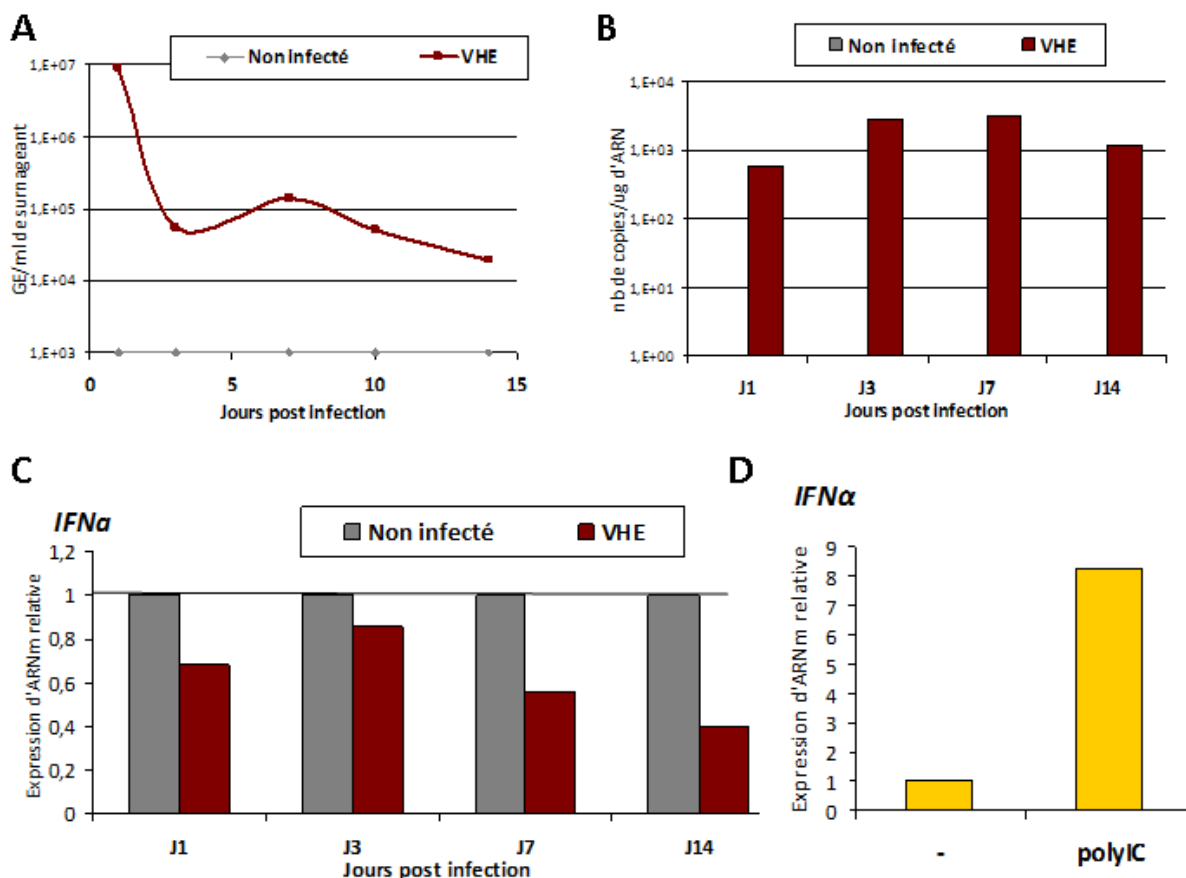 A
Non infecté VHE
1,E+07
1,E+06
1,E+05
1,E+04
1,E+03
GE/ml de surnageant
0 5 10 15
Jours post infection
B
Non infecté VHE
1,E+04
1,E+03
1,E+02
1,E+01
1,E+00
nb de copies/ug d'ARN
J1 J3 J7 J14
Jours post infection
C
IFNa
Non infecté VHE
1,2
1
0,8
0,6
0,4
0,2
0
Expression d'ARNm relative
J1 J3 J7 J14
Jours post infection
D
IFNα
9
8
7
6
5
4
3
2
1
0
Expression d'ARNm relative
- polyIC